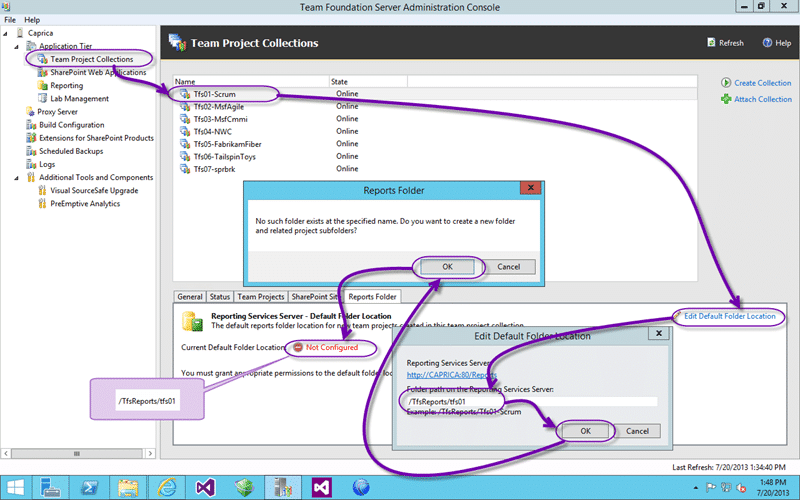 Team Foundation Server Administration Console
File Help
Caprica
Application Tier
Team Project Collections
SharePoint Web Applications
Reporting
Lab Management
Proxy Server
Build Configuration
Extensions for SharePoint Products
Scheduled Backups
Logs
Additional Tools and Components
Visual SourceSafe Upgrade
PreEmptive Analytics
Team Project Collections
Refresh
Help
Name State
Tfs01-Scrum Online
Tfs02-MsfAgile Online
Tfs03-MsfCmmi Online
Tfs04-NWC Online
Tfs05-FabrikamFiber Online
Tfs06-TailspinToys Online
Tfs07-sprbrk Online
Create Collection
Attach Collection
Reports Folder
No such folder exists at the specified name. Do you want to create a new folder
and related project subfolders?
OK Cancel
General Status Team Projects SharePoint Sit Reports Folder
Reporting Services Server - Default Folder Location
The default reports folder location for new team projects created in this team project collection
Edit Default Folder Location
Current Default Folder Location: Not Configured
You must grant appropriate permissions to the default folder loc
/TfsReports/tfs01
Edit Default Folder Location
Reporting Services Server:
http://CAPRICA:80/Reports
Folder path on the Reporting Services Server:
/TfsReports/tfs01
Example: /TfsReports/Tfs01-Scrum
OK Cancel
Last Refresh: 7/20/2013 1:34:40 PM
1:48 PM
7/20/2013